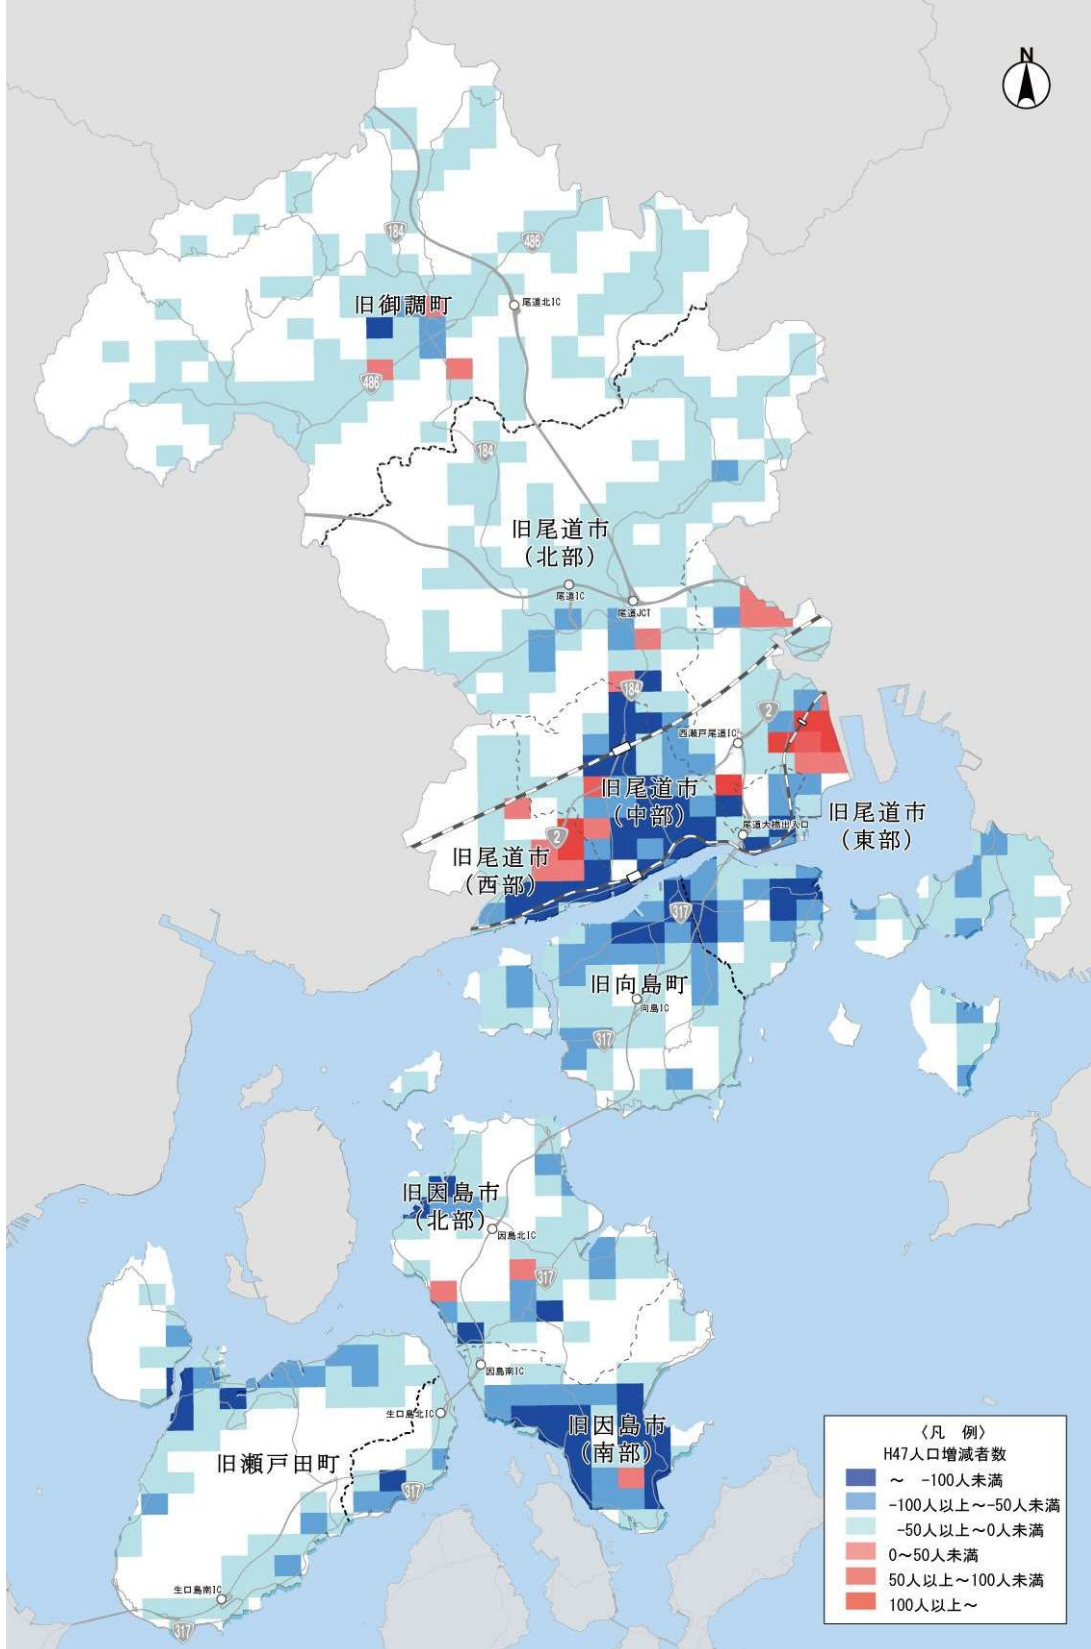 N
184
486
尾道北IC
旧御調町
486
184
旧尾道市
(北部)
尾道IC
尾道JCT
184
2
西瀬戸尾道IC
旧尾道市
(中部)
2
尾道大橋出入口
旧尾道市
(東部)
旧尾道市
(西部)
317
旧向島町
向島IC
317
旧因島市
(北部)
因島北IC
317
因島南IC
生口島北IC
旧因島市
(南部)
旧瀬戸田町
317
生口島南IC
317
〈凡 例〉
H47人口増減者数
～ -100人未満
-100人以上～-50人未満
-50人以上～0人未満
0～50人未満
50人以上～100人未満
100人以上～